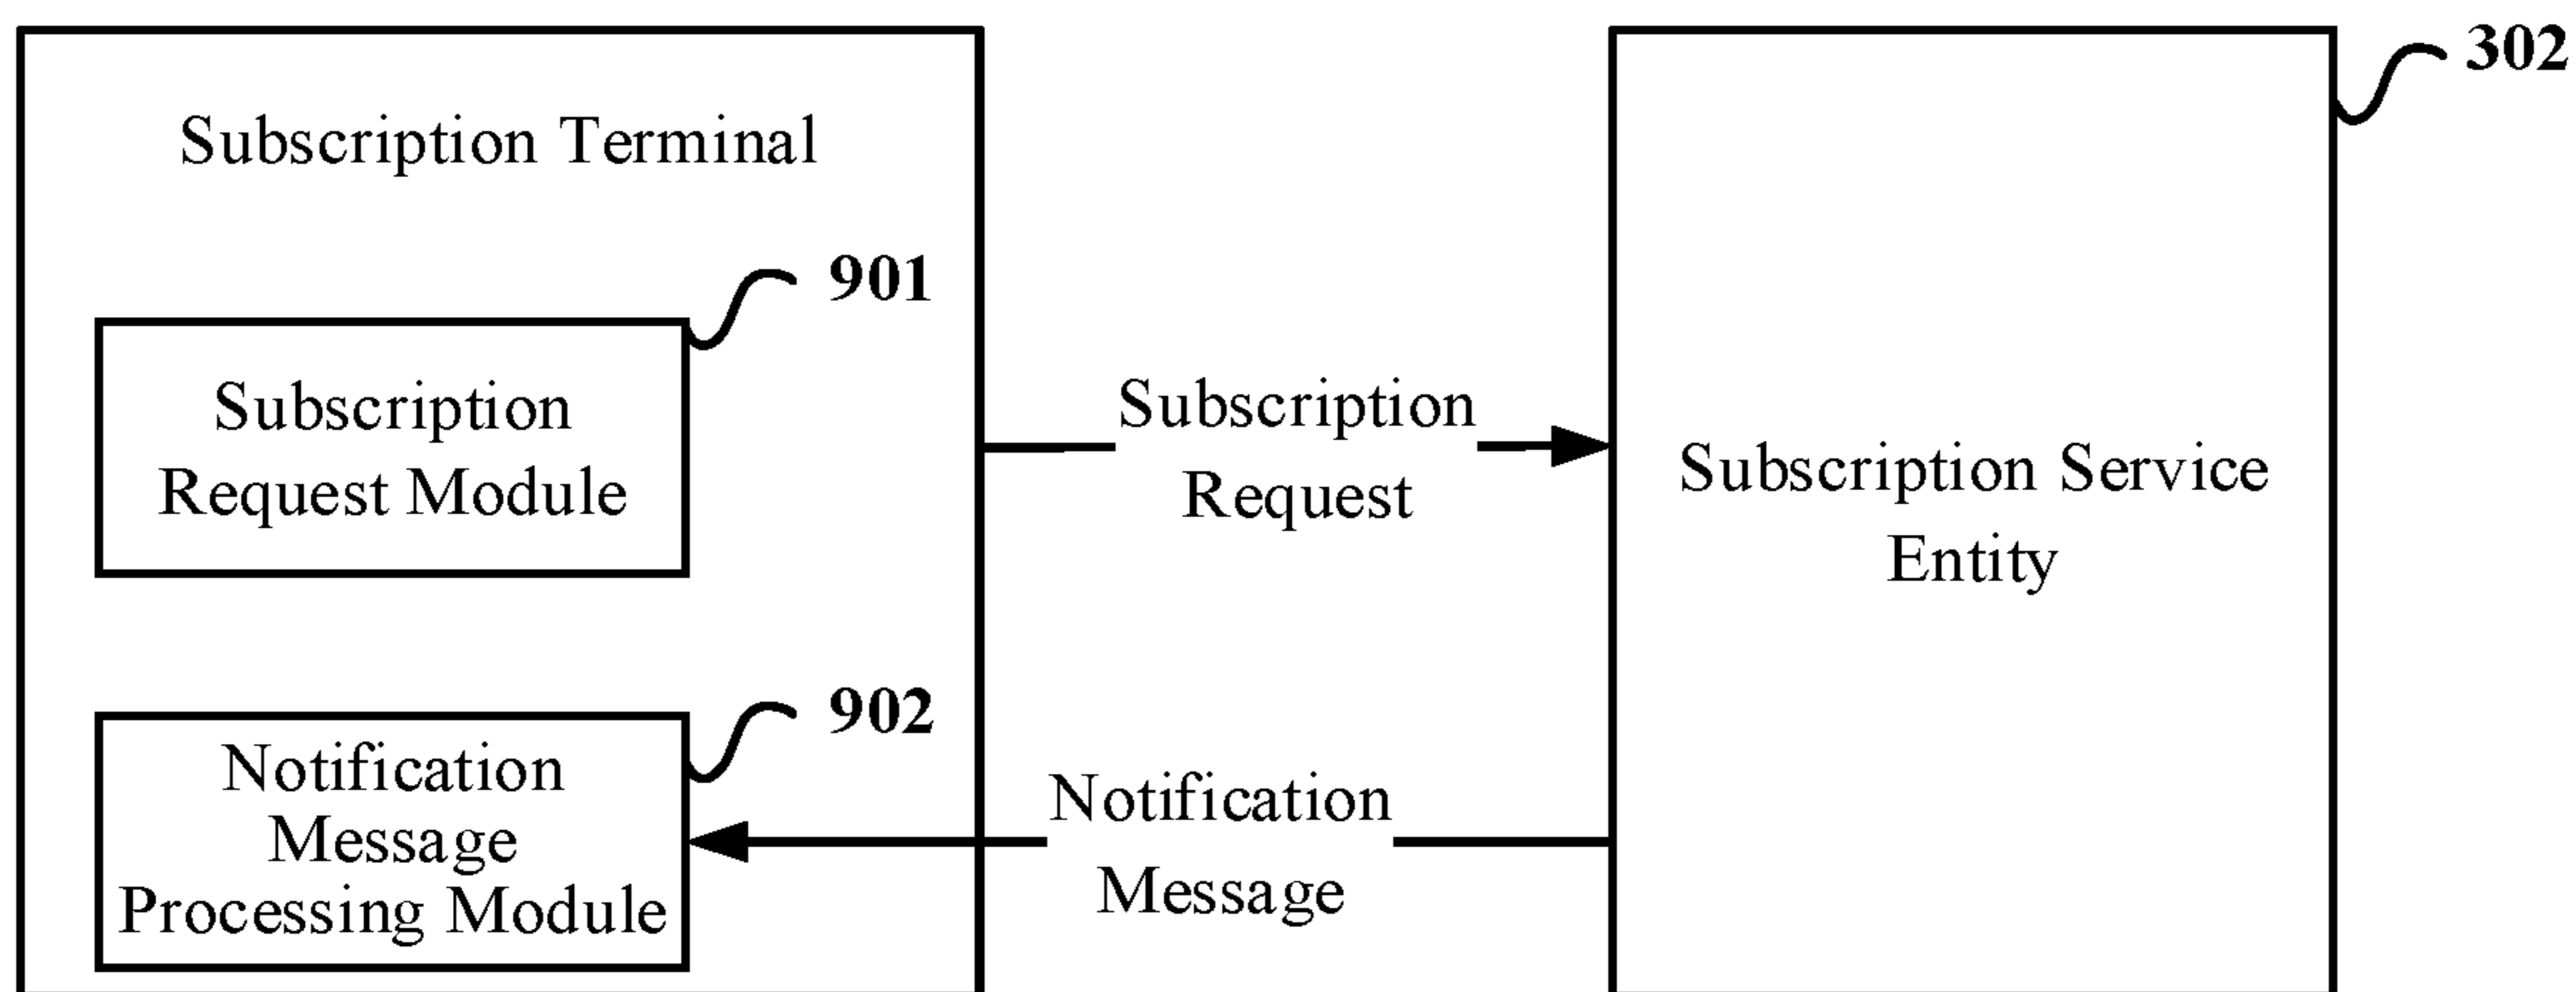 302
Subscription Terminal
901
Subscription
Request Module
Subscription
Request
Subscription Service
Entity
902
Notification
Message
Processing Module
Notification
Message